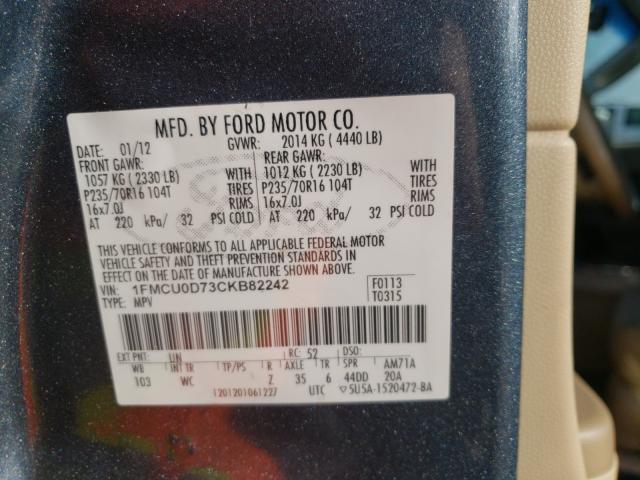 MFD. BY FORD MOTOR CO.
DATE: 01/12 GVWR: 2014 KG ( 4440 LB)
FRONT GAWR: REAR GAWR:
1057 KG ( 2330 LB) WITH 1012 KG ( 2230 LB) WITH
P235/70R16 104T TIRES P235/70R16 104T TIRES
16x7.0J RIMS 16x7.0J RIMS
AT 220 kPa/ 32 PSI COLD AT 220 kPa/ 32 PSI COLD
THIS VEHICLE CONFORMS TO ALL APPLICABLE FEDERAL MOTOR
VEHICLE SAFETY AND THEFT PREVENTION STANDARDS IN
EFFECT ON THE DATE OF MANUFACTURE SHOWN ABOVE.
VIN: 1FMCU0D73CKB82242 F0113
TYPE: MPV T0315
EXT PNT: UN RC: 52 DSO:
WB INT TR TP/PS R AXLE TR SPR AM71A
103 WC Z 35 6 44DD 20A
1201201061227 UTC ▽5U5A-1520472-BA